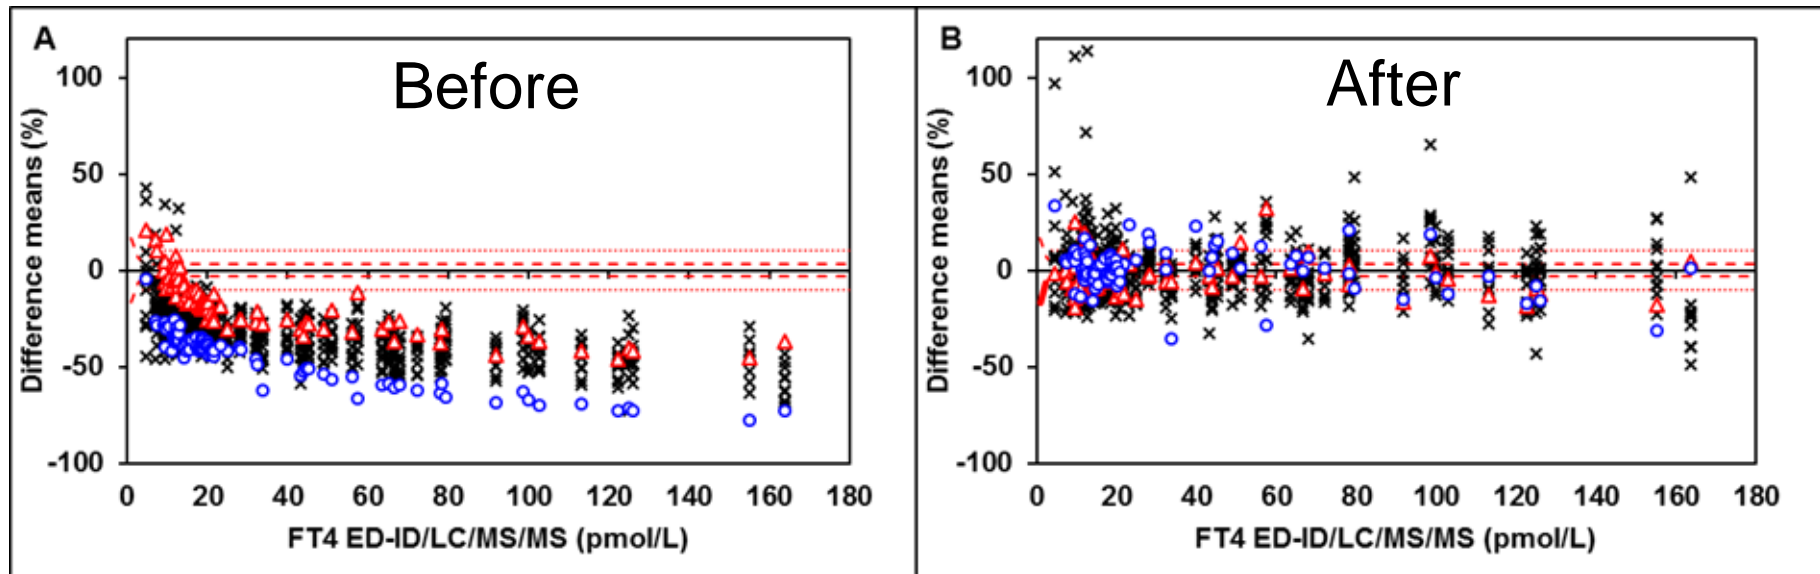 A
Before
100
50
0
-50
-100
Difference means (%)
0 20 40 60 80 100 120 140 160 180
FT4 ED-ID/LC/MS/MS (pmol/L)
B
After
100
50
0
-50
-100
Difference means (%)
0 20 40 60 80 100 120 140 160 180
FT4 ED-ID/LC/MS/MS (pmol/L)